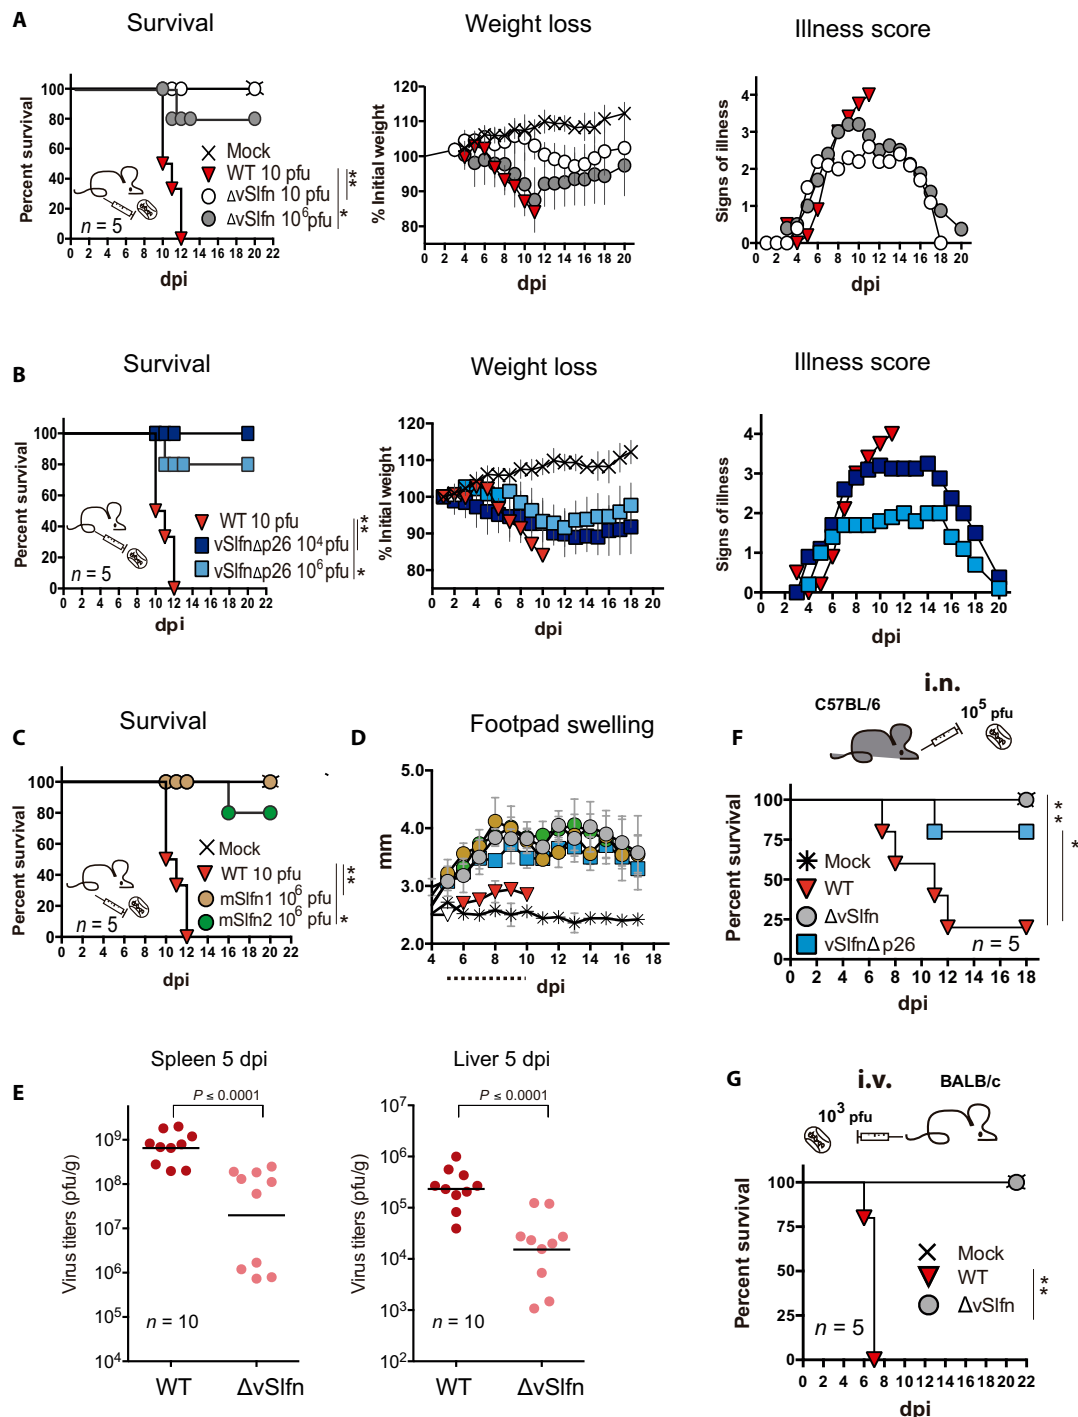 A
Survival
Weight loss
Illness score
Percent survival
100
80
60
40
20
0
0 2 4 6 8 10 12 14 16 18 20 22
dpi
n = 5
Mock
WT 10 pfu
ΔvSlfn 10 pfu
ΔvSlfn 10⁶pfu
**
*
% Initial weight
120
100
90
80
0 2 4 6 8 10 12 14 16 18 20
dpi
Signs of illness
4
3
2
1
0
0 2 4 6 8 10 12 14 16 18 20
dpi
B
Survival
Weight loss
Illness score
Percent survival
100
80
60
40
20
0
0 2 4 6 8 10 12 14 16 18 20 22
dpi
n = 5
WT 10 pfu
vSlfnΔp26 10⁴pfu
vSlfnΔp26 10⁶pfu
**
*
% Initial weight
120
110
100
90
80
0 2 4 6 8 10 12 14 16 18 20
dpi
Signs of illness
4
3
2
1
0
0 2 4 6 8 10 12 14 16 18 20
dpi
C
Survival
Percent survival
100
80
60
40
20
0
0 2 4 6 8 10 12 14 16 18 20 22
dpi
n = 5
Mock
WT 10 pfu
mSlfn1 10⁶ pfu
mSlfn2 10⁶ pfu
**
*
D
Footpad swelling
mm
5.0
4.0
3.0
2.0
4 6 8 10 12 14 16 18
dpi
F
i.n.
C57BL/6
10⁵ pfu
Percent survival
100
75
50
25
0
0 2 4 6 8 10 12 14 16 18
dpi
Mock
WT
ΔvSlfn
vSlfnΔp26
n = 5
**
*
E
Spleen 5 dpi
P ≤ 0.0001
Virus titers (pfu/g)
10⁹
10⁸
10⁷
10⁶
10⁵
10⁴
n = 10
WT ΔvSlfn
Liver 5 dpi
P ≤ 0.0001
Virus titers (pfu/g)
10⁷
10⁶
10⁵
10⁴
10³
10²
n = 10
WT ΔvSlfn
G
i.v.
BALB/c
10³ pfu
Percent survival
100
75
50
25
0
0 2 4 6 8 10 12 14 16 18 20 22
dpi
n = 5
Mock
WT
ΔvSlfn
**